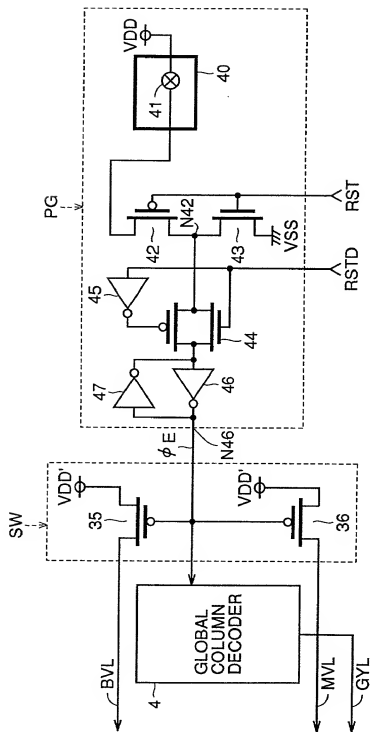 PG
VDD
41
40
42
N42
43
VSS
RST
RSTD
45
44
47
46
φE
N46
SW
VDD'
35
VDD'
36
GLOBAL
COLUMN
DECODER
4
BVL
MVL
GYL